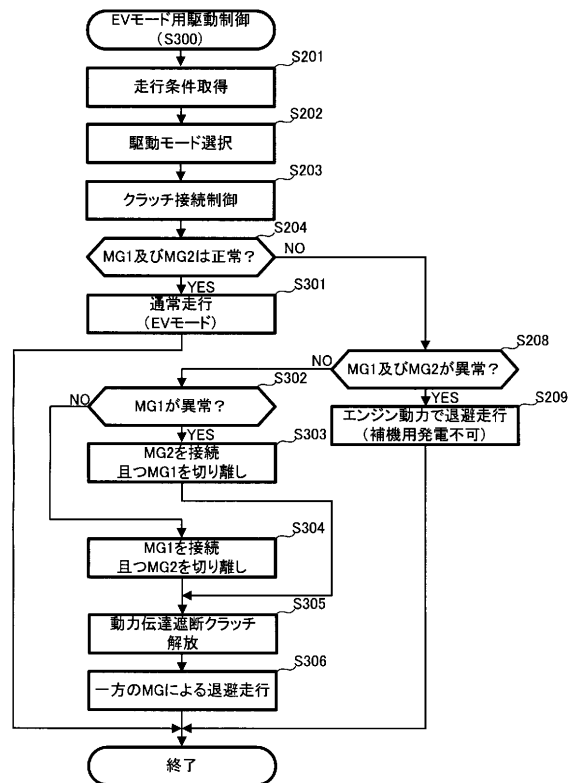 EVモード用駆動制御
(S300)
S201
走行条件取得
S202
駆動モード選択
S203
クラッチ接続制御
S204
MG1及びMG2は正常?
NO
YES
S301
通常走行
(EVモード)
S208
MG1及びMG2が異常?
NO
YES
S209
エンジン動力で退避走行
(補機用発電不可)
S302
MG1が異常?
NO
YES
S303
MG2を接続
且つMG1を切り離し
S304
MG1を接続
且つMG2を切り離し
S305
動力伝達遮断クラッチ
解放
S306
一方のMGによる退避走行
終了